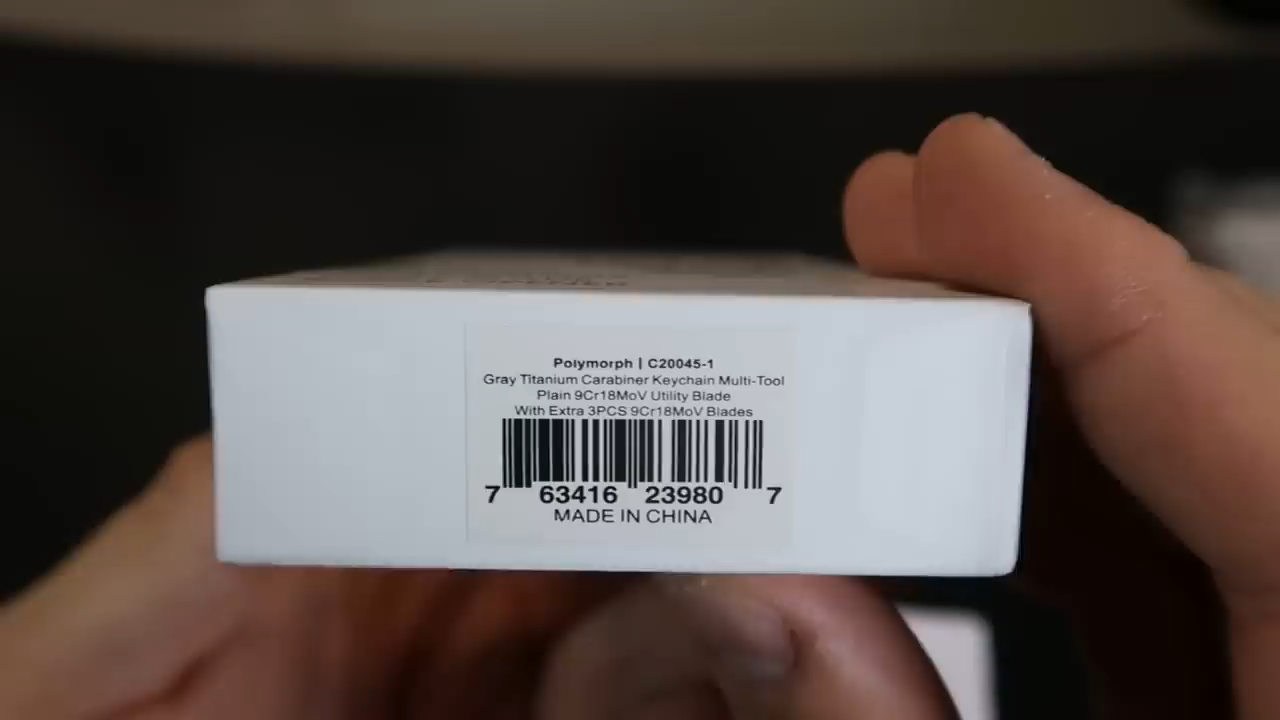 Polymorph | C20045-1
Gray Titanium Carabiner Keychain Multi-Tool
Plain 9Cr18MoV Utility Blade
With Extra 3PCS 9Cr18MoV Blades
7 63416 23980 7
MADE IN CHINA